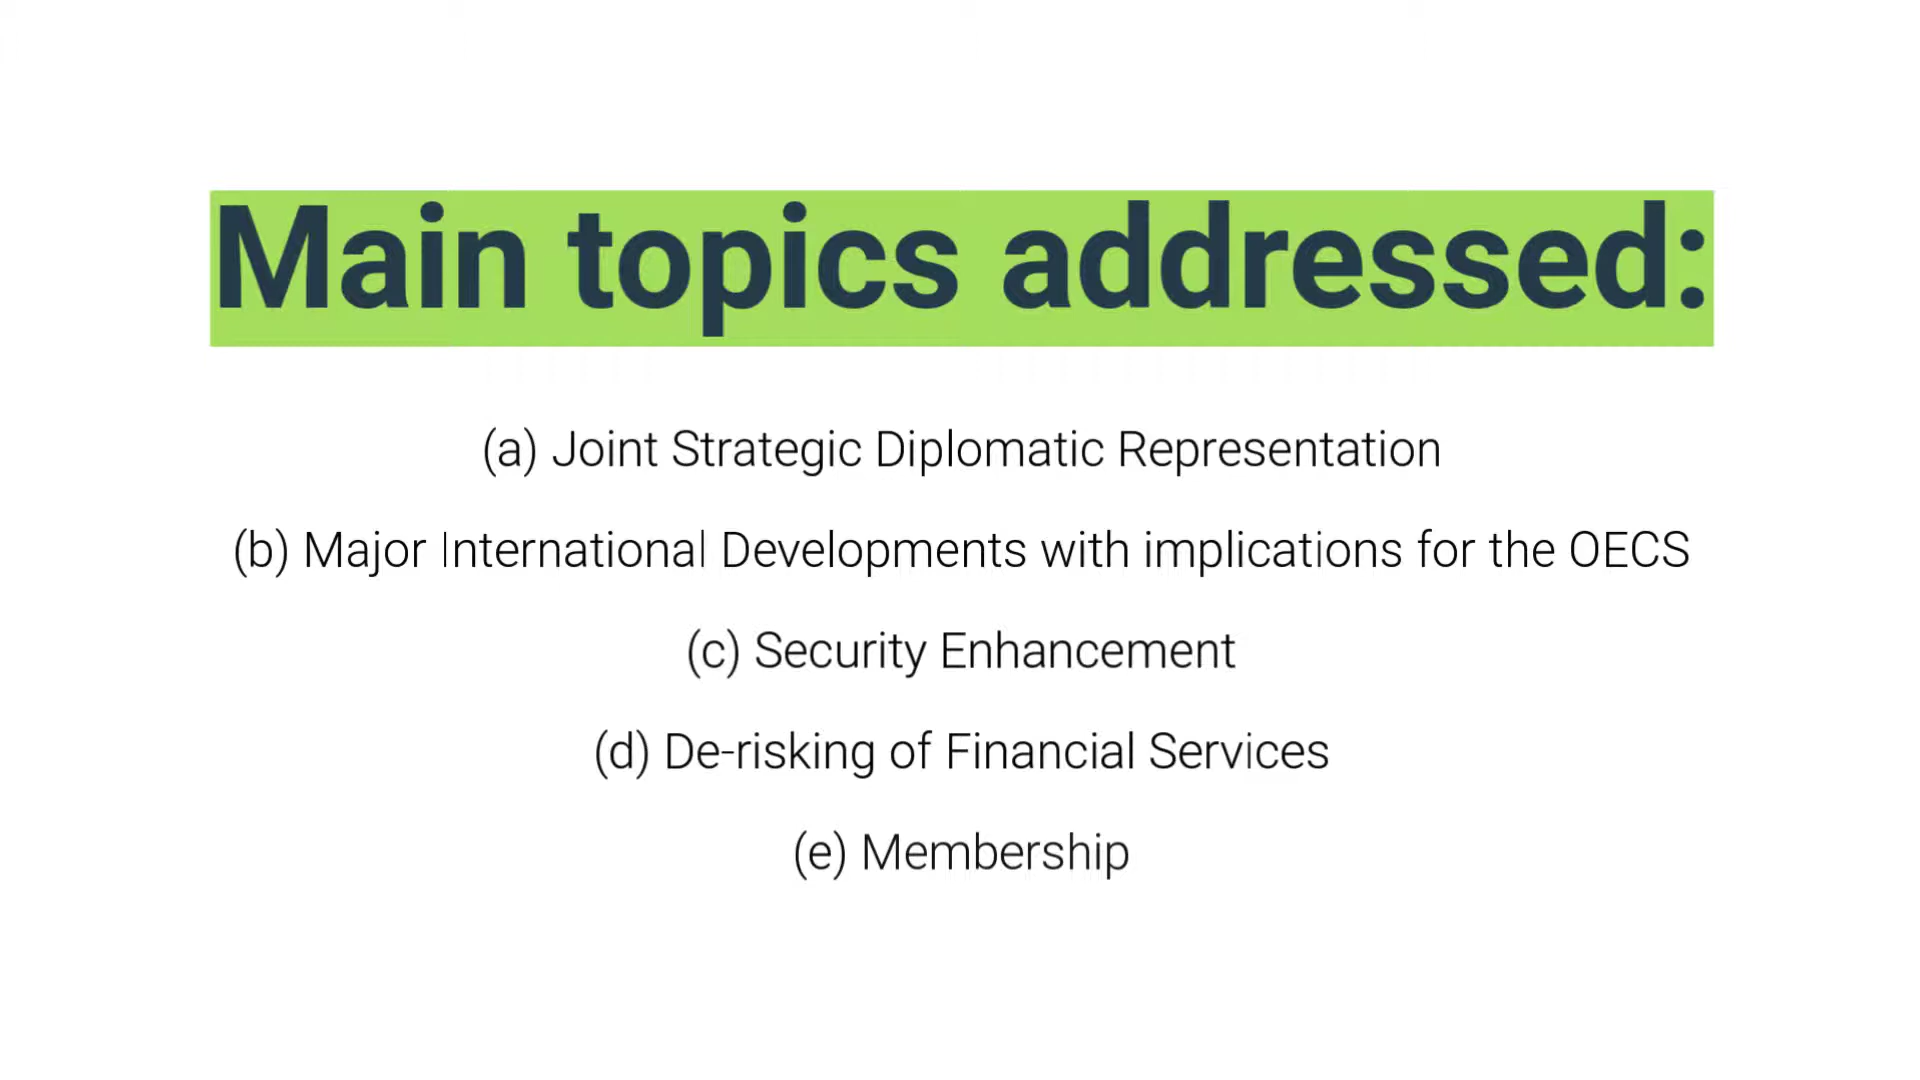 Main topics addressed:
(a) Joint Strategic Diplomatic Representation
(b) Major International Developments with implications for the OECS
(c) Security Enhancement
(d) De-risking of Financial Services
(e) Membership